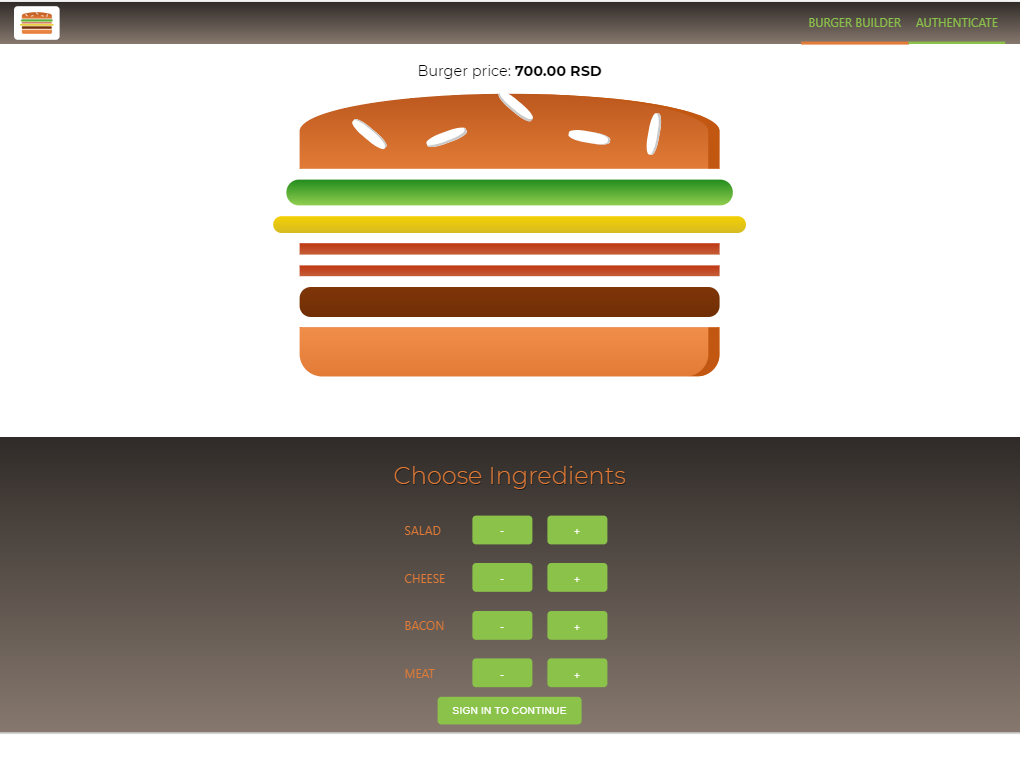 BURGER BUILDER AUTHENTICATE
Burger price: 700.00 RSD
Choose Ingredients
SALAD - +
CHEESE - +
BACON - +
MEAT - +
SIGN IN TO CONTINUE